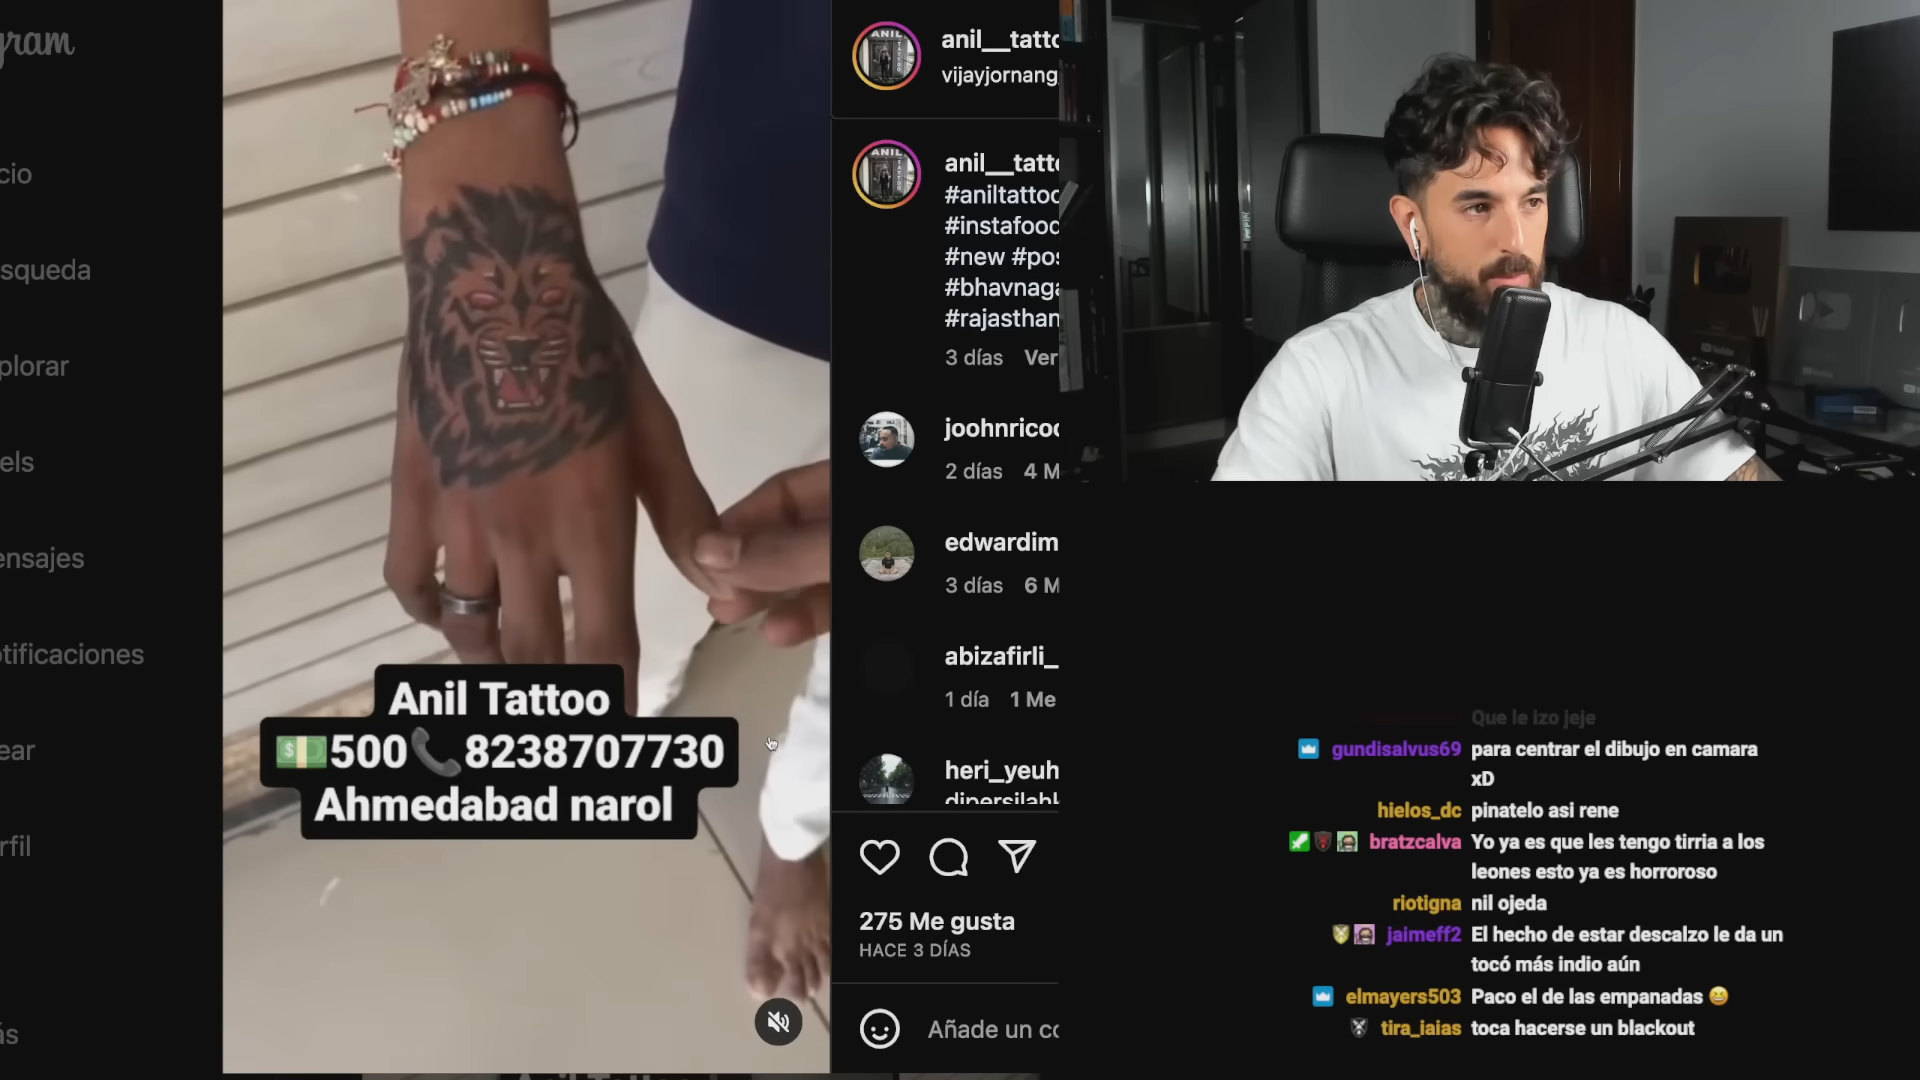 gram
cio
squeda
plorar
els
ensajes
otificaciones
ear
rfil
ás
Anil Tattoo
500 8238707730
Ahmedabad narol
anil__tatto
vijayjornang
anil__tatto
#aniltattoo
#instafood
#new #pos
#bhavnaga
#rajasthan
3 días Ver
joohnricoo
2 días 4 M
edwardim
3 días 6 M
abizafirli_
1 día 1 Me
heri_yeuh
dipersilahk
275 Me gusta
HACE 3 DÍAS
Añade un co
Que le izo jeje
gundisalvus69 para centrar el dibujo en camara
xD
hielos_dc pinatelo asi rene
bratzcalva Yo ya es que les tengo tirria a los
leones esto ya es horroroso
riotigna nil ojeda
jaimeff2 El hecho de estar descalzo le da un
tocó más indio aún
elmayers503 Paco el de las empanadas 😆
tira_iaias toca hacerse un blackout